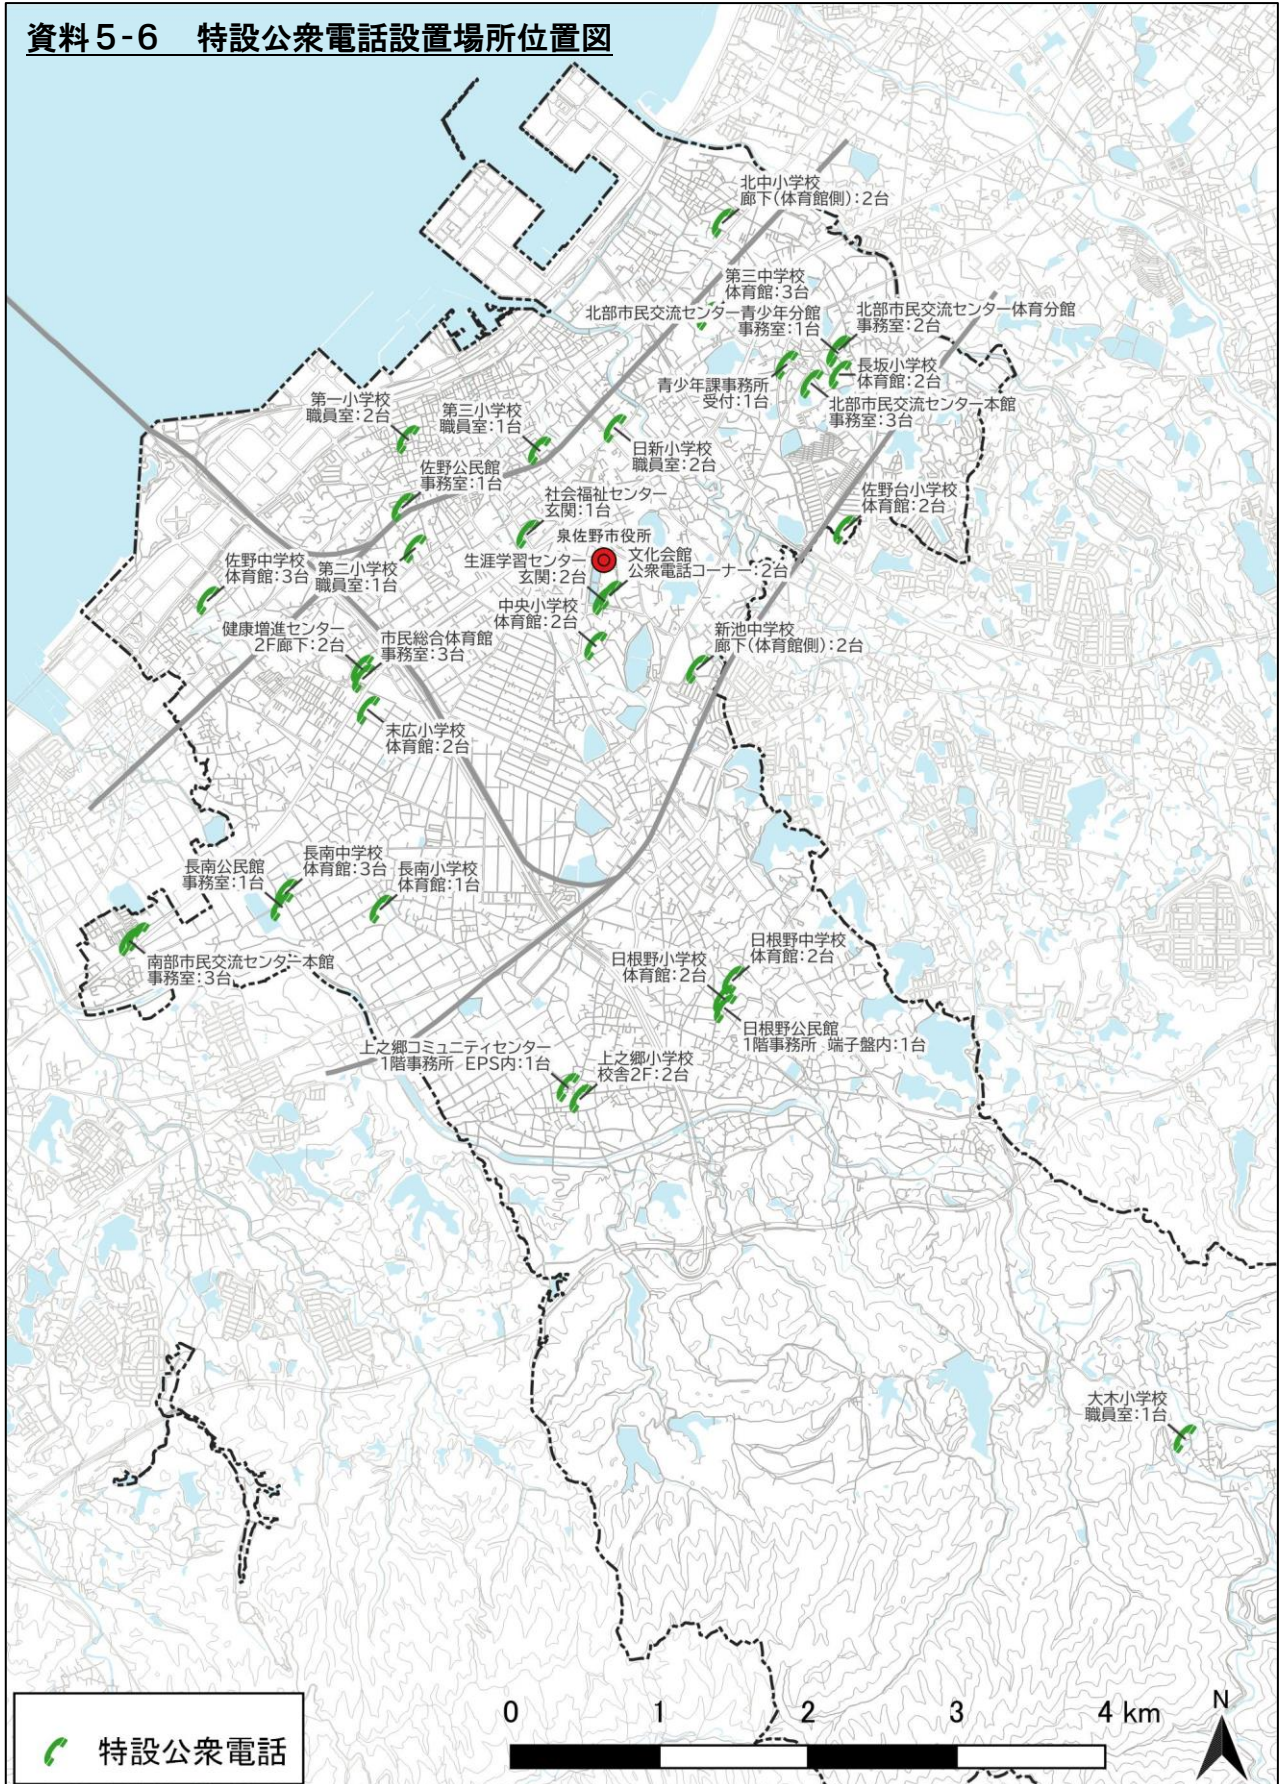 資料5-6　特設公衆電話設置場所位置図
北中小学校
廊下(体育館側):2台
第三中学校
体育館:3台
北部市民交流センター青少年分館
事務室:1台
北部市民交流センター体育分館
事務室:2台
長坂小学校
体育館:2台
青少年課事務所
受付:1台
北部市民交流センター本館
事務室:3台
第一小学校
職員室:2台
第三小学校
職員室:1台
日新小学校
職員室:2台
佐野公民館
事務室:1台
社会福祉センター
玄関:1台
佐野台小学校
体育館:2台
泉佐野市役所
文化会館
公衆電話コーナー:2台
生涯学習センター
玄関:2台
佐野中学校
体育館:3台
第二小学校
職員室:1台
中央小学校
体育館:2台
新池中学校
廊下(体育館側):2台
健康増進センター
2F廊下:2台
市民総合体育館
事務室:3台
末広小学校
体育館:2台
長南公民館
事務室:1台
長南中学校
体育館:3台
長南小学校
体育館:1台
南部市民交流センター本館
事務室:3台
日根野中学校
体育館:2台
日根野小学校
体育館:2台
日根野公民館
1階事務所 端子盤内:1台
上之郷コミュニティセンター
1階事務所 EPS内:1台
上之郷小学校
校舎2F:2台
大木小学校
職員室:1台
特設公衆電話
0 1 2 3 4 km
N